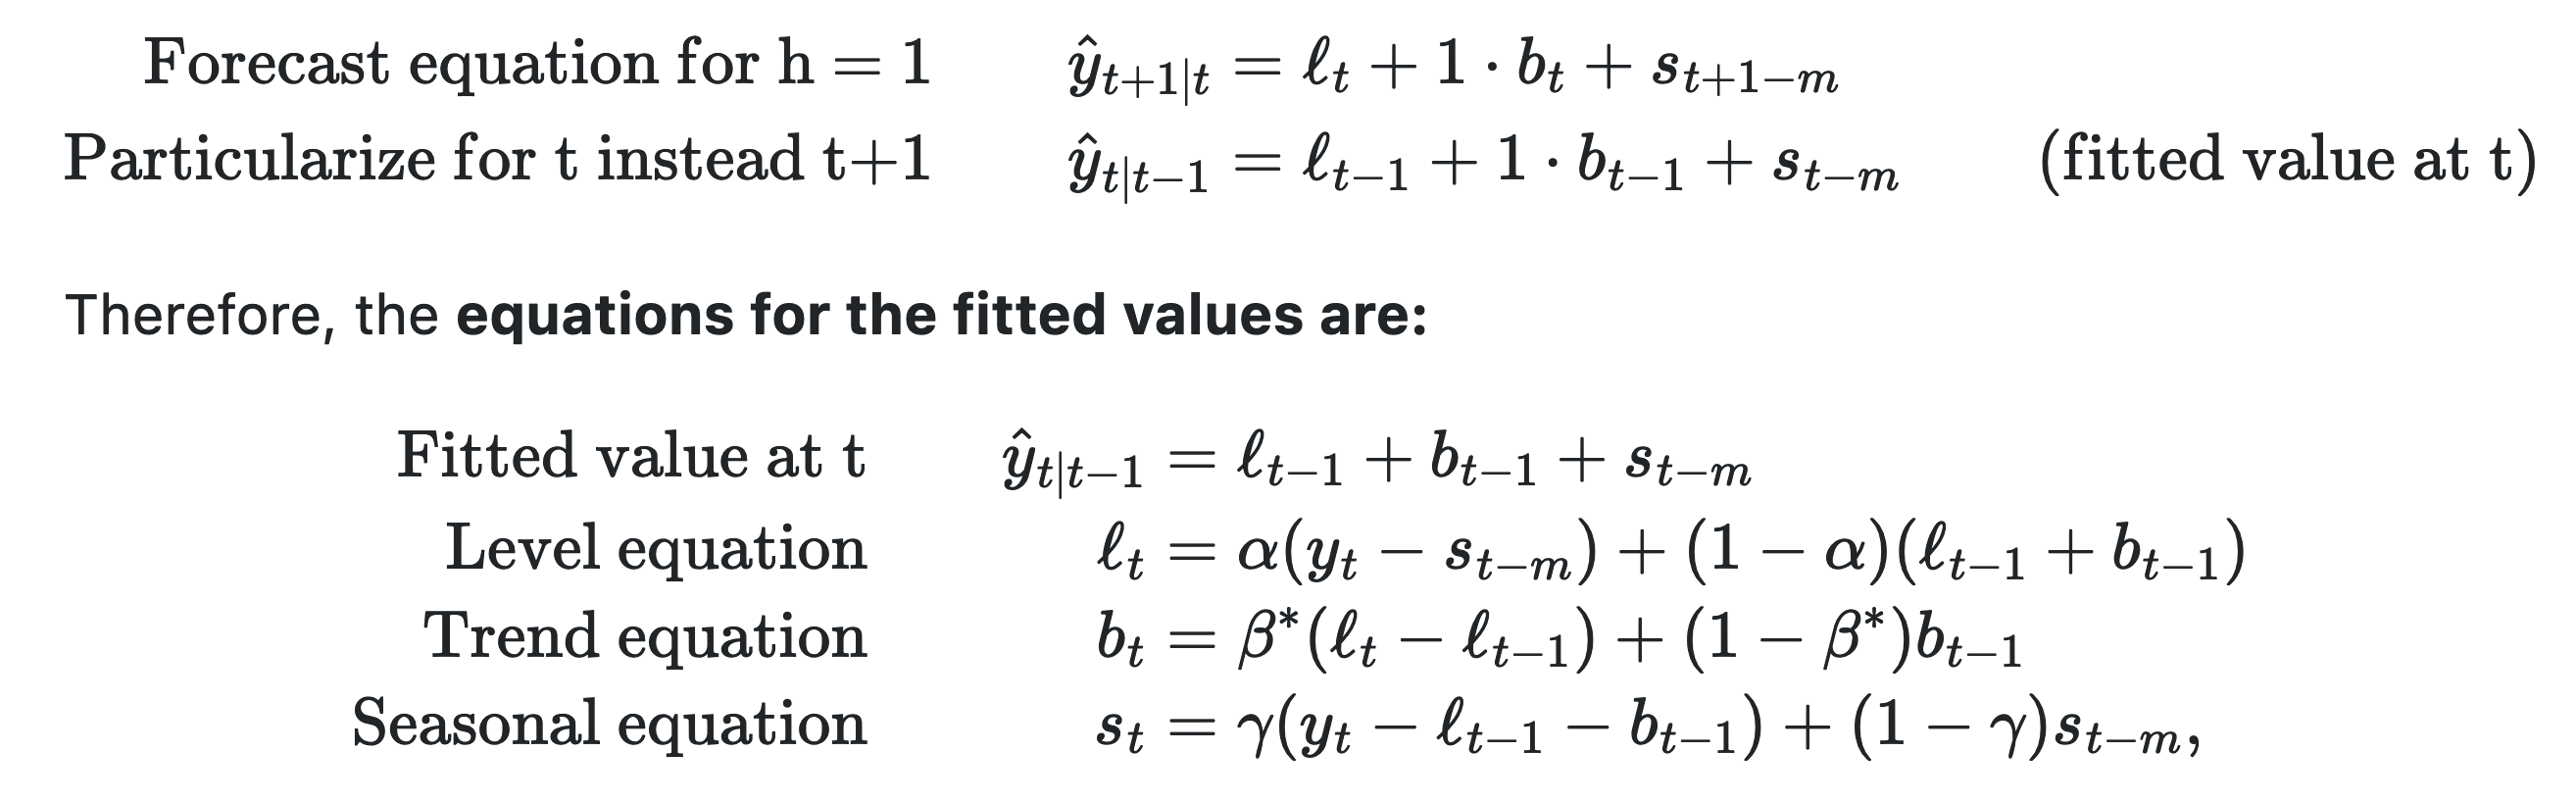 Forecast equation for h = 1 ŷ_{t+1|t} = ℓ_t + 1 · b_t + s_{t+1−m}
Particularize for t instead t+1 ŷ_{t|t−1} = ℓ_{t−1} + 1 · b_{t−1} + s_{t−m} (fitted value at t)
Therefore, the equations for the fitted values are:
Fitted value at t ŷ_{t|t−1} = ℓ_{t−1} + b_{t−1} + s_{t−m}
Level equation ℓ_t = α(y_t − s_{t−m}) + (1 − α)(ℓ_{t−1} + b_{t−1})
Trend equation b_t = β*(ℓ_t − ℓ_{t−1}) + (1 − β*)b_{t−1}
Seasonal equation s_t = γ(y_t − ℓ_{t−1} − b_{t−1}) + (1 − γ)s_{t−m},